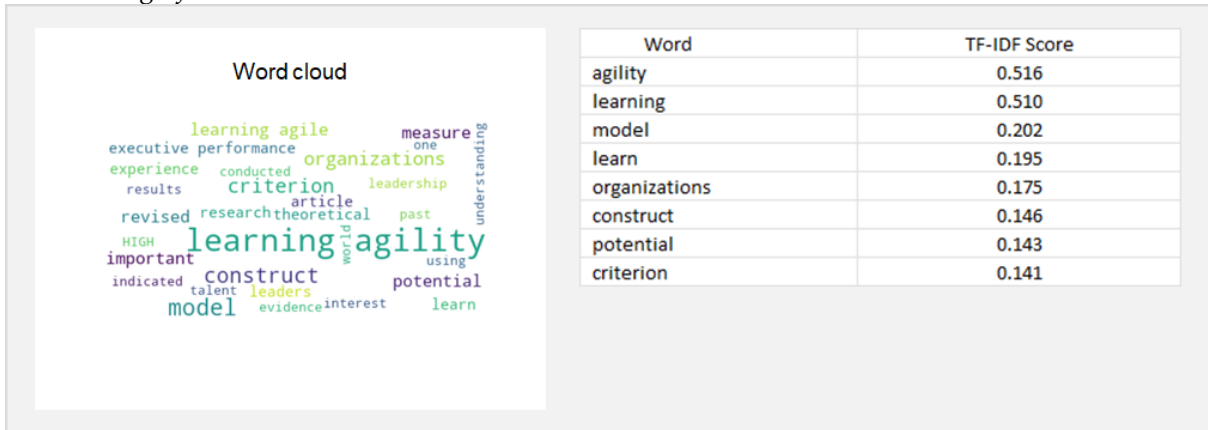 Word cloud
learning agile
measure
executive performance
one
organizations
understanding
experience
conducted
results
criterion
leadership
article
revised
research
theoretical
past
HIGH
learning agility
world
important
using
indicated
construct
potential
talent
leaders
model
evidence
interest
learn
Word TF-IDF Score
agility 0.516
learning 0.510
model 0.202
learn 0.195
organizations 0.175
construct 0.146
potential 0.143
criterion 0.141